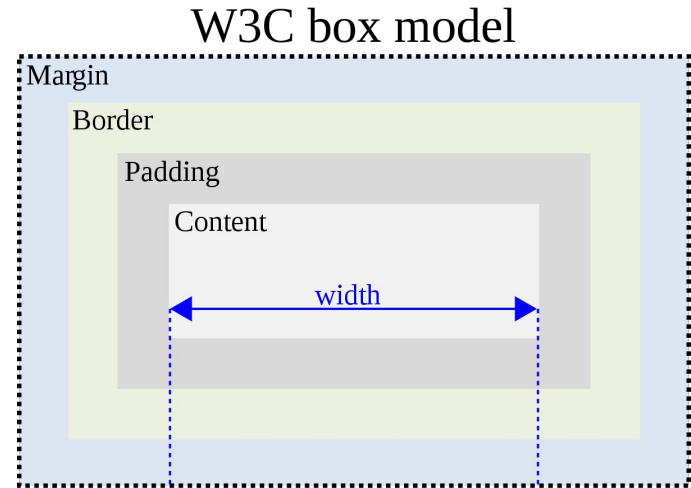 W3C box model
Margin
Border
Padding
Content
width